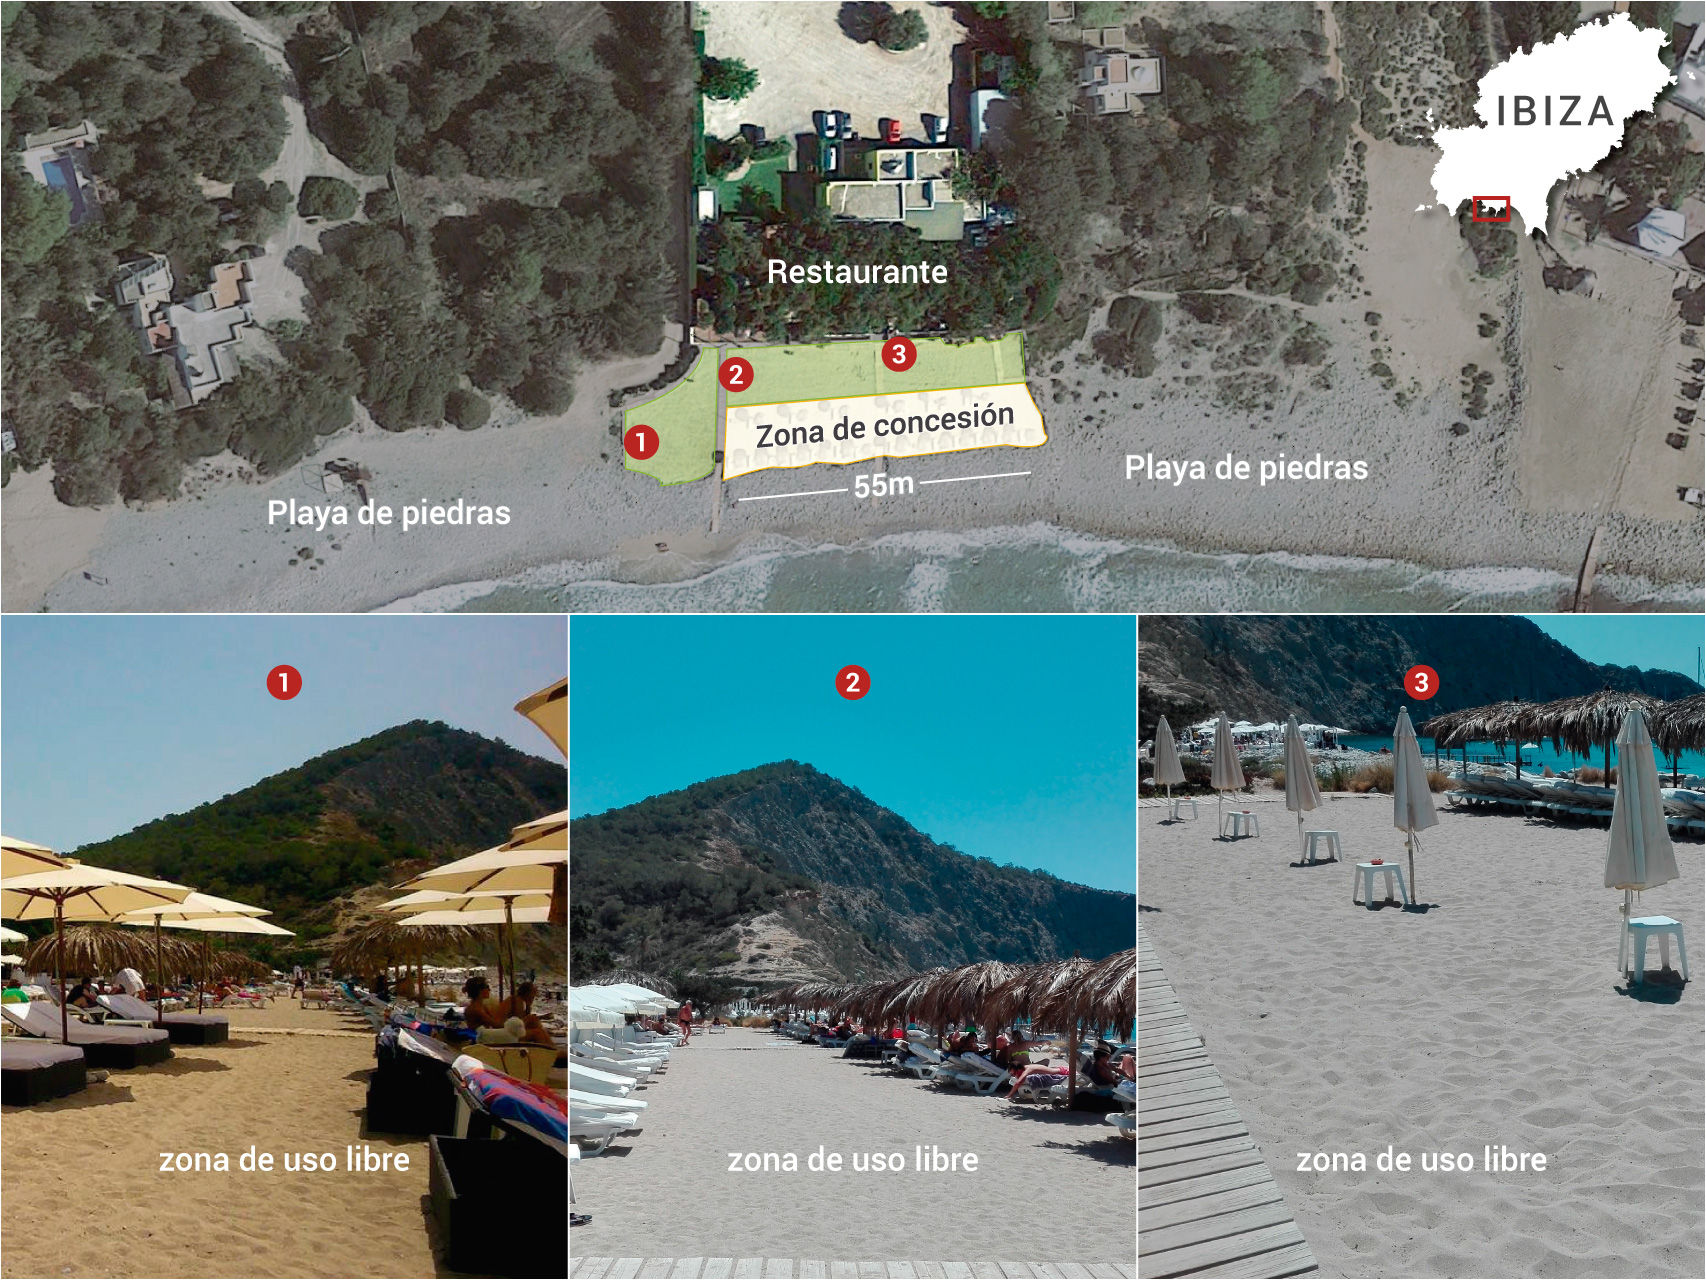 IBIZA
Restaurante
3
2
1
Zona de concesión
Playa de piedras
55m
Playa de piedras
1
2
3
zona de uso libre
zona de uso libre
zona de uso libre